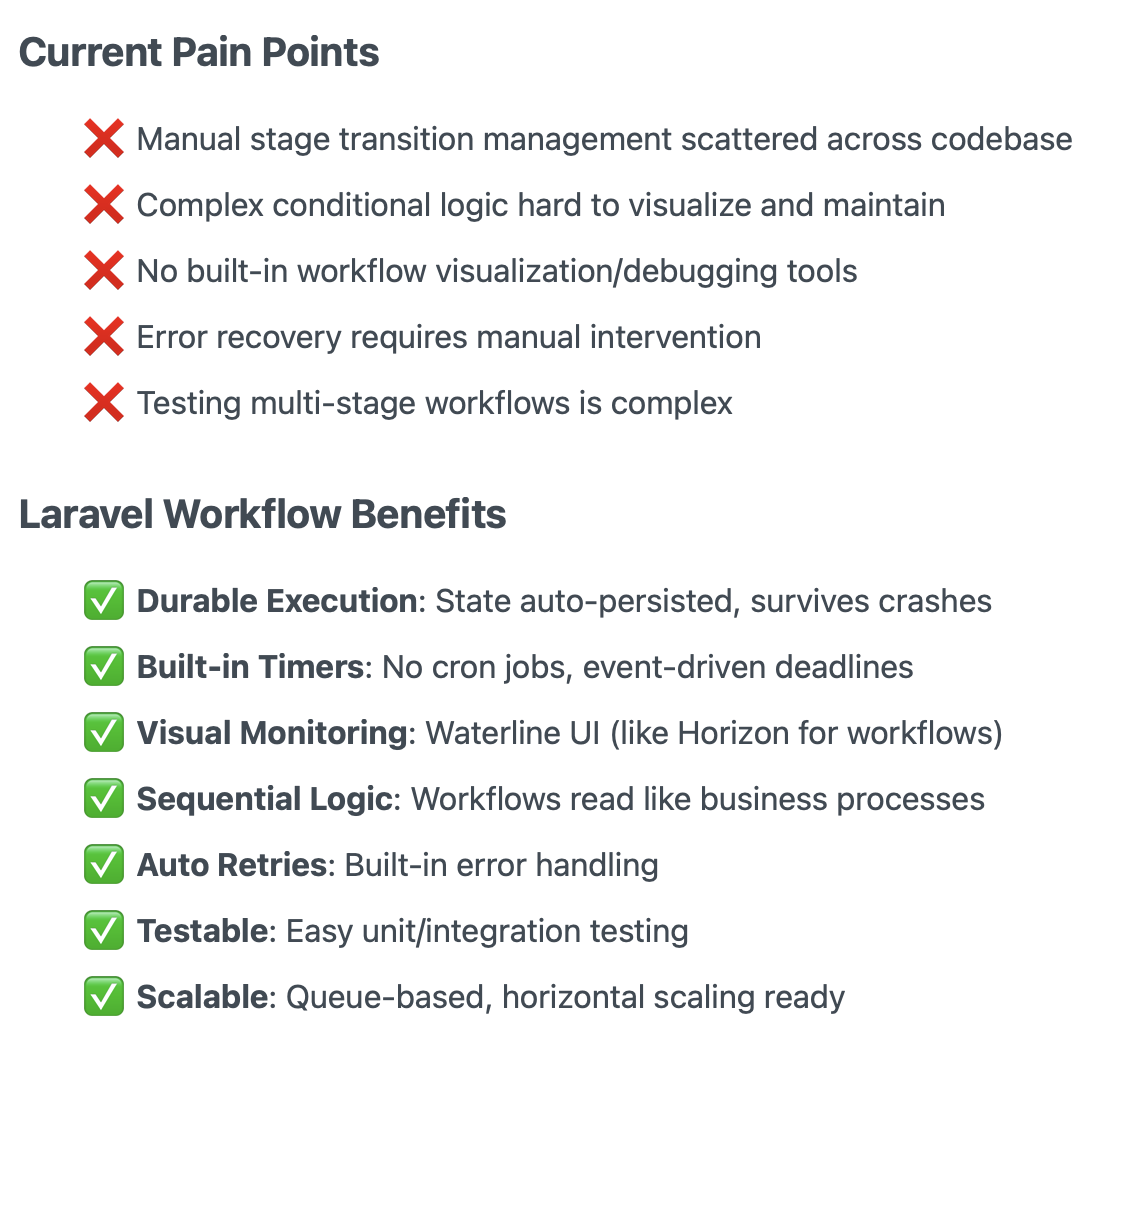 Current Pain Points
❌ Manual stage transition management scattered across codebase
❌ Complex conditional logic hard to visualize and maintain
❌ No built-in workflow visualization/debugging tools
❌ Error recovery requires manual intervention
❌ Testing multi-stage workflows is complex
Laravel Workflow Benefits
✅ Durable Execution: State auto-persisted, survives crashes
✅ Built-in Timers: No cron jobs, event-driven deadlines
✅ Visual Monitoring: Waterline UI (like Horizon for workflows)
✅ Sequential Logic: Workflows read like business processes
✅ Auto Retries: Built-in error handling
✅ Testable: Easy unit/integration testing
✅ Scalable: Queue-based, horizontal scaling ready